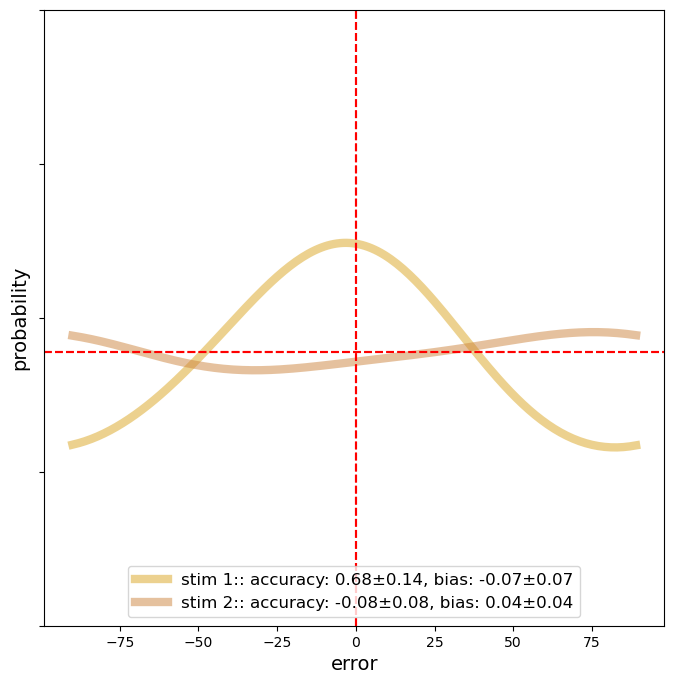 probability
stim 1:: accuracy: 0.68±0.14, bias: -0.07±0.07
stim 2:: accuracy: -0.08±0.08, bias: 0.04±0.04
−75 −50 −25 0 25 50 75
error